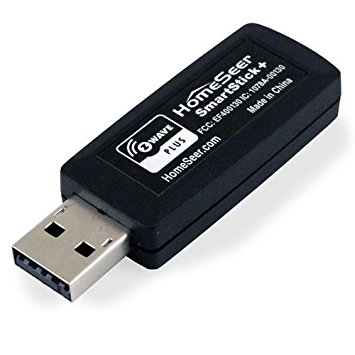 HomeSeer
SmartStick+
FCC: EF400130 IC: 1078A-00130
Made in China
Z WAVE
PLUS
HomeSeer.com